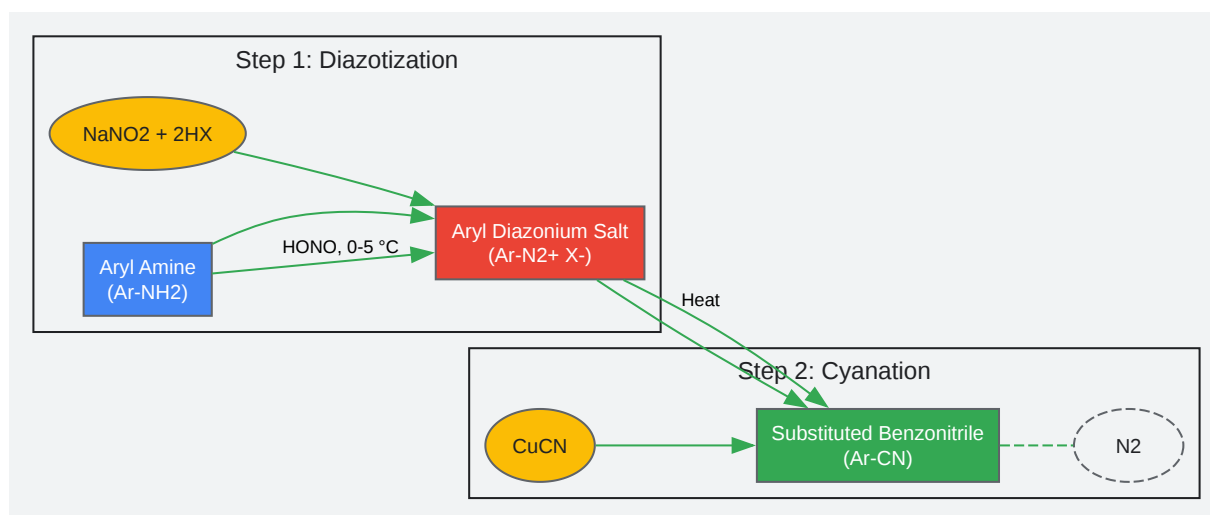 Step 1: Diazotization
NaNO2 + 2HX
Aryl Diazonium Salt
(Ar-N2+ X-)
HONO, 0-5 °C
Aryl Amine
(Ar-NH2)
Heat
Step 2: Cyanation
CuCN
Substituted Benzonitrile
(Ar-CN)
N2